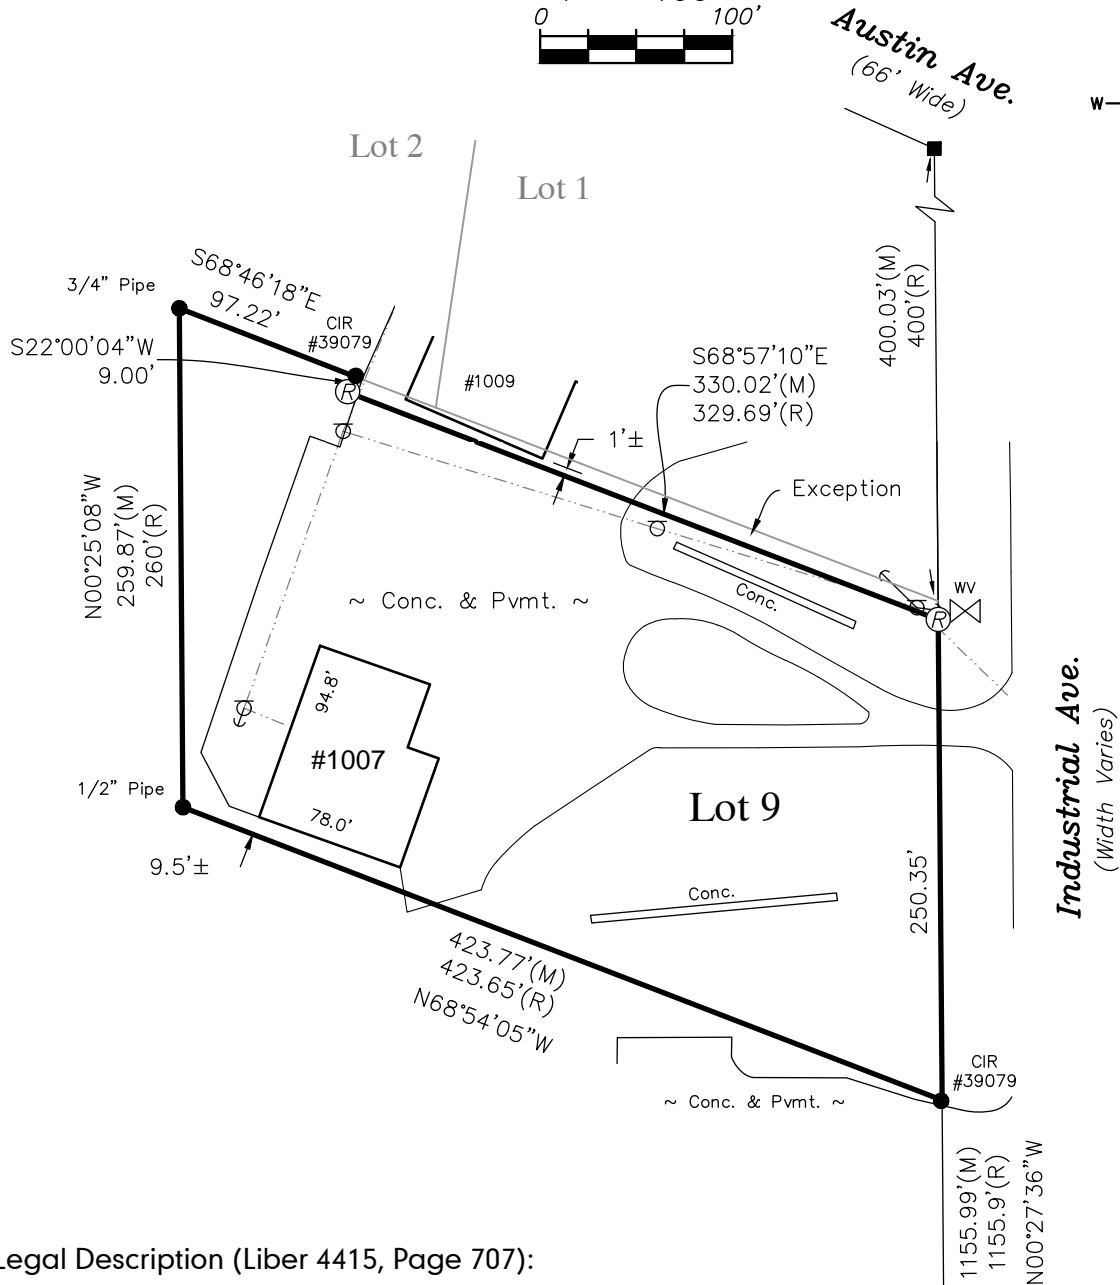 0
100'
Austin Ave.
(66' Wide)
W
Lot 2
Lot 1
S68°46'18"E
97.22'
3/4" Pipe
CIR
#39079
S22°00'04"W
9.00'
R
#1009
S68°57'10"E
330.02'(M)
329.69'(R)
400.03'(M)
400'(R)
1'±
Exception
N00°25'08"W
259.87'(M)
260'(R)
~ Conc. & Pvmt. ~
Conc.
WV
R
94.8'
#1007
78.0'
1/2" Pipe
9.5'±
Lot 9
Industrial Ave.
(Width Varies)
250.35'
Conc.
423.77'(M)
423.65'(R)
N68°54'05"W
CIR
#39079
~ Conc. & Pvmt. ~
1155.99'(M)
1155.9'(R)
N00°27'36"W
Legal Description (Liber 4415, Page 707):